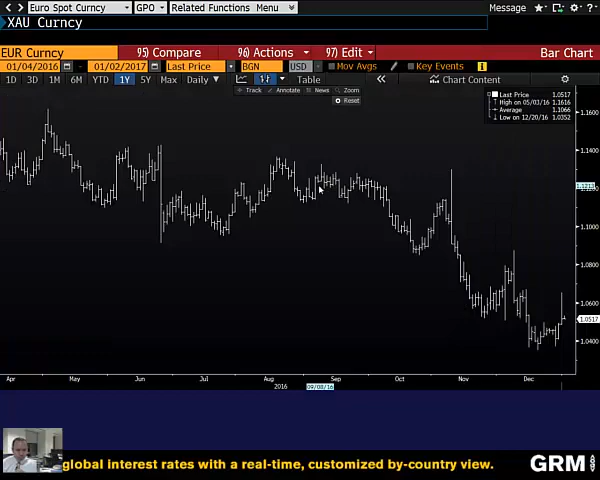 Euro Spot Curncy GPO Related Functions Menu Message
XAU Curncy
EUR Curncy 95) Compare 96) Actions 97) Edit Bar Chart
01/04/2016 01/02/2017 Last Price BGN USD Mov Avgs Key Events
1D 3D 1M 6M YTD 1Y 5Y Max Daily Table Chart Content
Track Annotate News Zoom
Reset
Last Price 1.0517
High on 05/03/16 1.1616
Average 1.1066
Low on 12/20/16 1.0352
1.1600
1.1400
1.1000
1.0800
1.0600
1.0517
1.0400
Apr May Jun Jul Aug Sep Oct Nov Dec
2016 09/08/16
global interest rates with a real-time, customized by-country view.
GRM